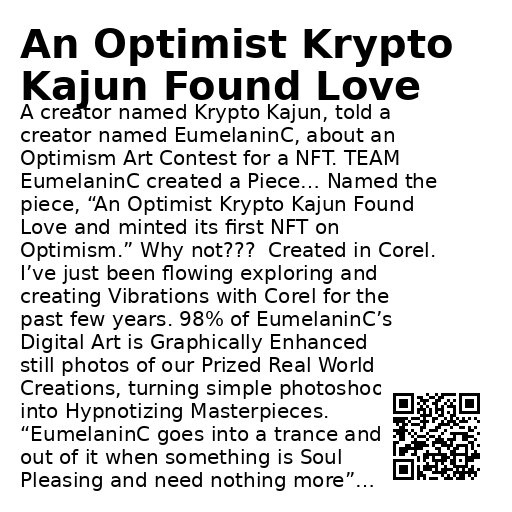 An Optimist Krypto
Kajun Found Love
A creator named Krypto Kajun, told a
creator named EumelaninC, about an
Optimism Art Contest for a NFT. TEAM
EumelaninC created a Piece... Named the
piece, “An Optimist Krypto Kajun Found
Love and minted its first NFT on
Optimism.” Why not???  Created in Corel.
I’ve just been flowing exploring and
creating Vibrations with Corel for the
past few years. 98% of EumelaninC’s
Digital Art is Graphically Enhanced
still photos of our Prized Real World
Creations, turning simple
into Hypnotizing Masterpieces.
“EumelaninC goes into a trance and
out of it when something is Soul
Pleasing and need nothing more”...